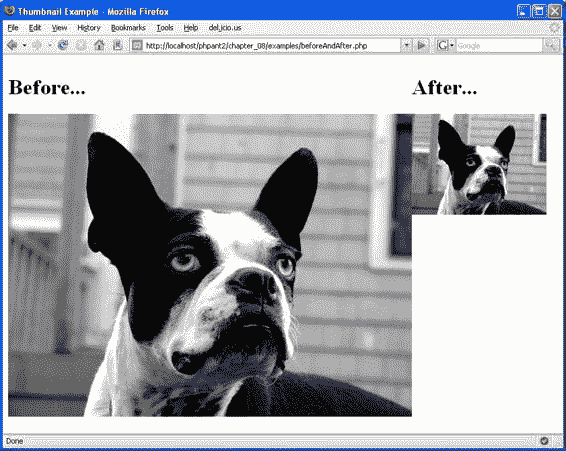 Thumbnail Example - Mozilla Firefox
File Edit View History Bookmarks Tools Help del.icio.us
http://localhost/phpant2/chapter_08/examples/beforeAndAfter.php
Google
Before...
After...
Done